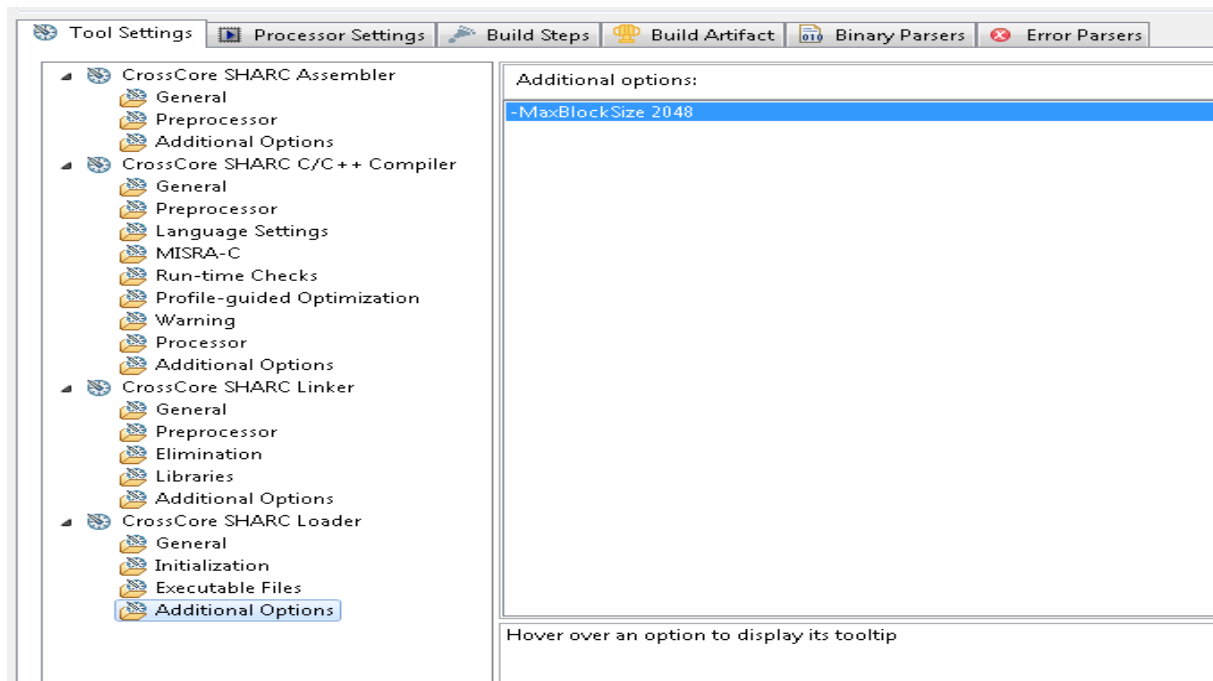 Tool Settings Processor Settings Build Steps Build Artifact Binary Parsers Error Parsers
CrossCore SHARC Assembler
General
Preprocessor
Additional Options
CrossCore SHARC C/C++ Compiler
General
Preprocessor
Language Settings
MISRA-C
Run-time Checks
Profile-guided Optimization
Warning
Processor
Additional Options
CrossCore SHARC Linker
General
Preprocessor
Elimination
Libraries
Additional Options
CrossCore SHARC Loader
General
Initialization
Executable Files
Additional Options
Additional options:
-MaxBlockSize 2048
Hover over an option to display its tooltip